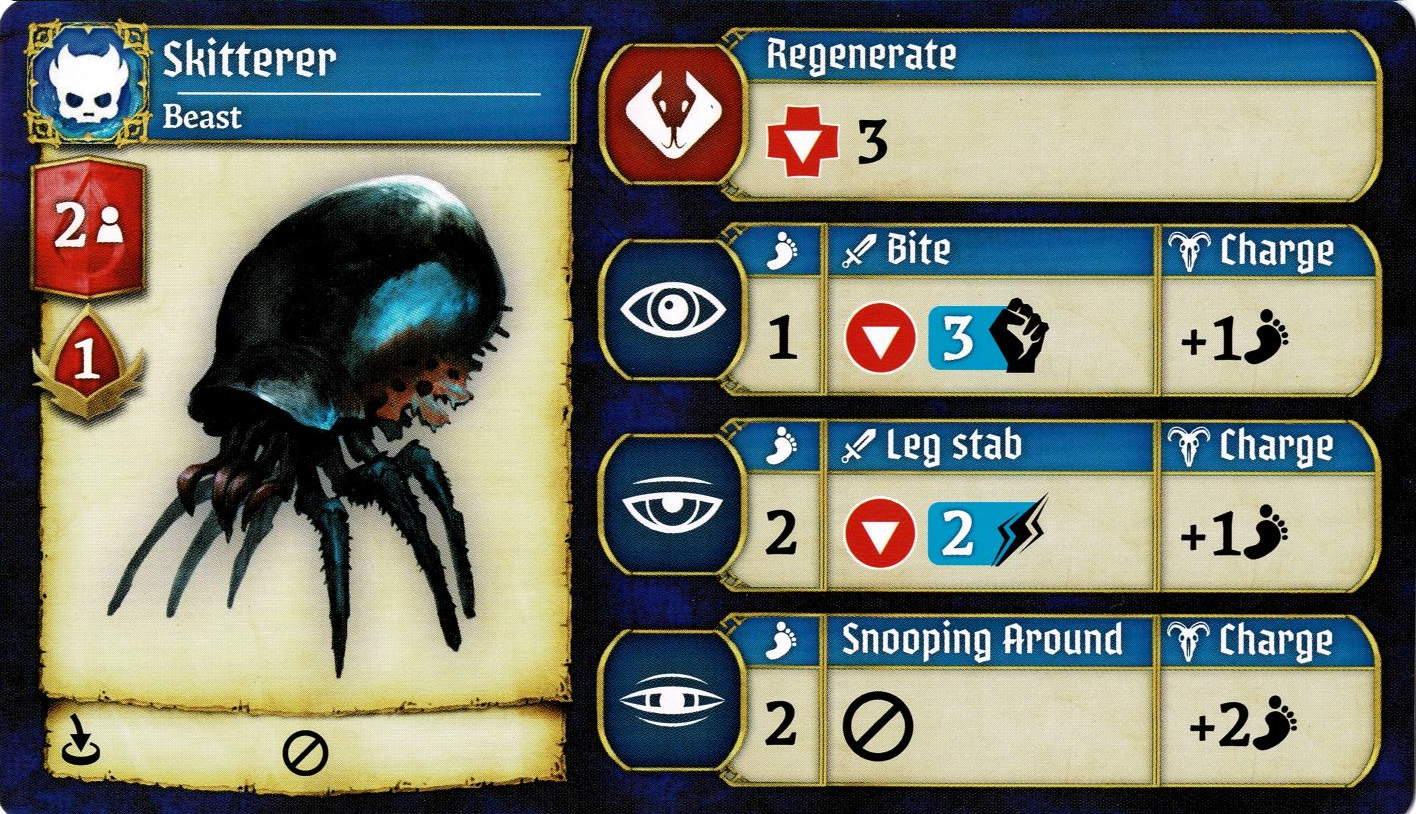 Skitterer
Beast
2
1
Regenerate
3
Bite
Charge
1
3
+1
Leg stab
Charge
2
2
+1
Snooping Around
Charge
2
+2